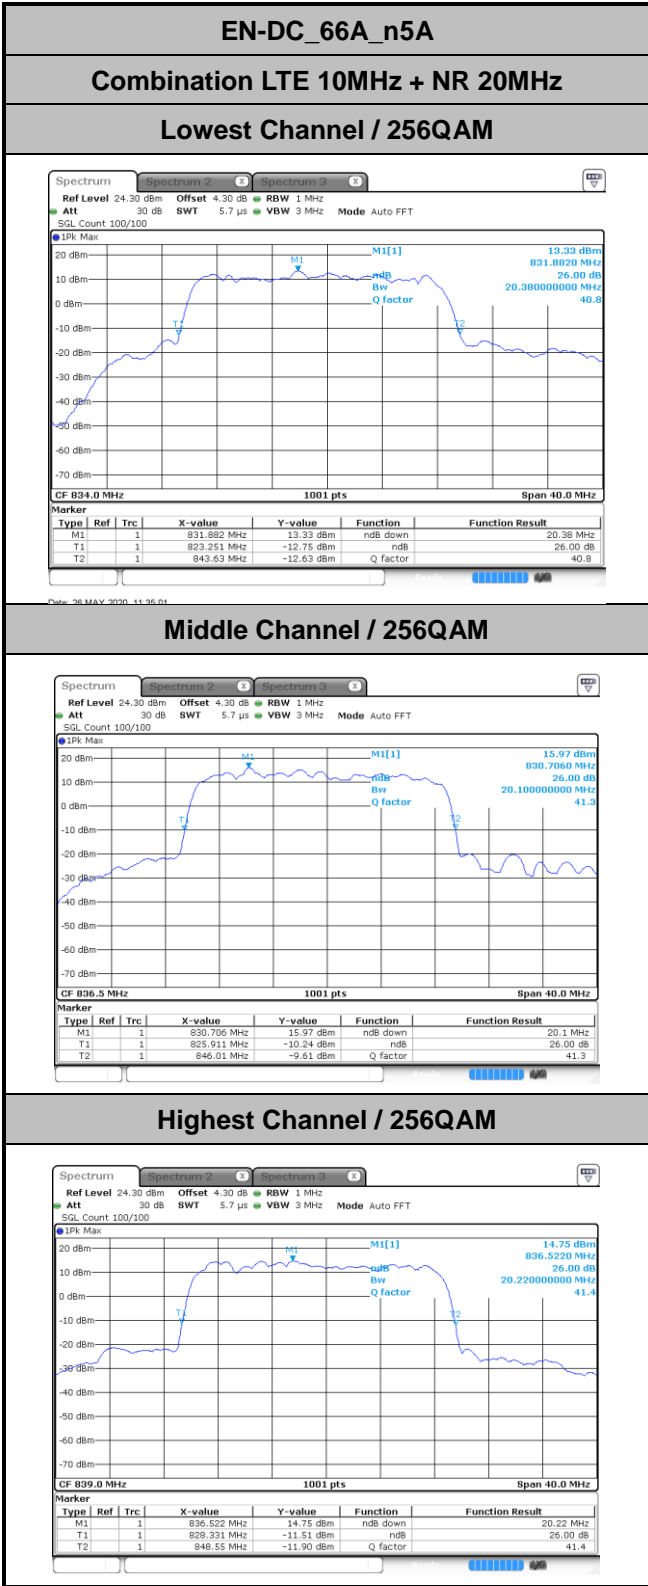 EN-DC_66A_n5A
Combination LTE 10MHz + NR 20MHz
Lowest Channel / 256QAM
Spectrum Spectrum 2 X Spectrum 3 X
Ref Level 24.30 dBm Offset 4.30 dB RBW 1 MHz
Att 30 dB SWT 5.7 µs VBW 3 MHz Mode Auto FFT
SGL Count 100/100
1Pk Max
M1[1] 13.33 dBm
831.8820 MHz
ndB 26.00 dB
Bw 20.380000000 MHz
Q factor 40.8
M1
T1
T2
20 dBm
10 dBm
0 dBm
-10 dBm
-20 dBm
-30 dBm
-40 dBm
-50 dBm
-60 dBm
-70 dBm
CF 834.0 MHz 1001 pts Span 40.0 MHz
Marker
Type Ref Trc X-value Y-value Function Function Result
M1 1 831.882 MHz 13.33 dBm ndB down 20.38 MHz
T1 1 823.251 MHz -12.75 dBm ndB 26.00 dB
T2 1 843.63 MHz -12.63 dBm Q factor 40.8
Date: 26.MAY.2020 11:35:01
Middle Channel / 256QAM
Spectrum Spectrum 2 X Spectrum 3 X
Ref Level 24.30 dBm Offset 4.30 dB RBW 1 MHz
Att 30 dB SWT 5.7 µs VBW 3 MHz Mode Auto FFT
SGL Count 100/100
1Pk Max
M1[1] 15.97 dBm
830.7060 MHz
ndB 26.00 dB
Bw 20.100000000 MHz
Q factor 41.3
M1
T1
T2
20 dBm
10 dBm
0 dBm
-10 dBm
-20 dBm
-30 dBm
-40 dBm
-50 dBm
-60 dBm
-70 dBm
CF 836.5 MHz 1001 pts Span 40.0 MHz
Marker
Type Ref Trc X-value Y-value Function Function Result
M1 1 830.706 MHz 15.97 dBm ndB down 20.1 MHz
T1 1 825.911 MHz -10.24 dBm ndB 26.00 dB
T2 1 846.01 MHz -9.61 dBm Q factor 41.3
Highest Channel / 256QAM
Spectrum Spectrum 2 X Spectrum 3 X
Ref Level 24.30 dBm Offset 4.30 dB RBW 1 MHz
Att 30 dB SWT 5.7 µs VBW 3 MHz Mode Auto FFT
SGL Count 100/100
1Pk Max
M1[1] 14.75 dBm
836.5220 MHz
ndB 26.00 dB
Bw 20.220000000 MHz
Q factor 41.4
M1
T1
T2
20 dBm
10 dBm
0 dBm
-10 dBm
-20 dBm
-30 dBm
-40 dBm
-50 dBm
-60 dBm
-70 dBm
CF 839.0 MHz 1001 pts Span 40.0 MHz
Marker
Type Ref Trc X-value Y-value Function Function Result
M1 1 836.522 MHz 14.75 dBm ndB down 20.22 MHz
T1 1 828.331 MHz -11.51 dBm ndB 26.00 dB
T2 1 848.55 MHz -11.90 dBm Q factor 41.4